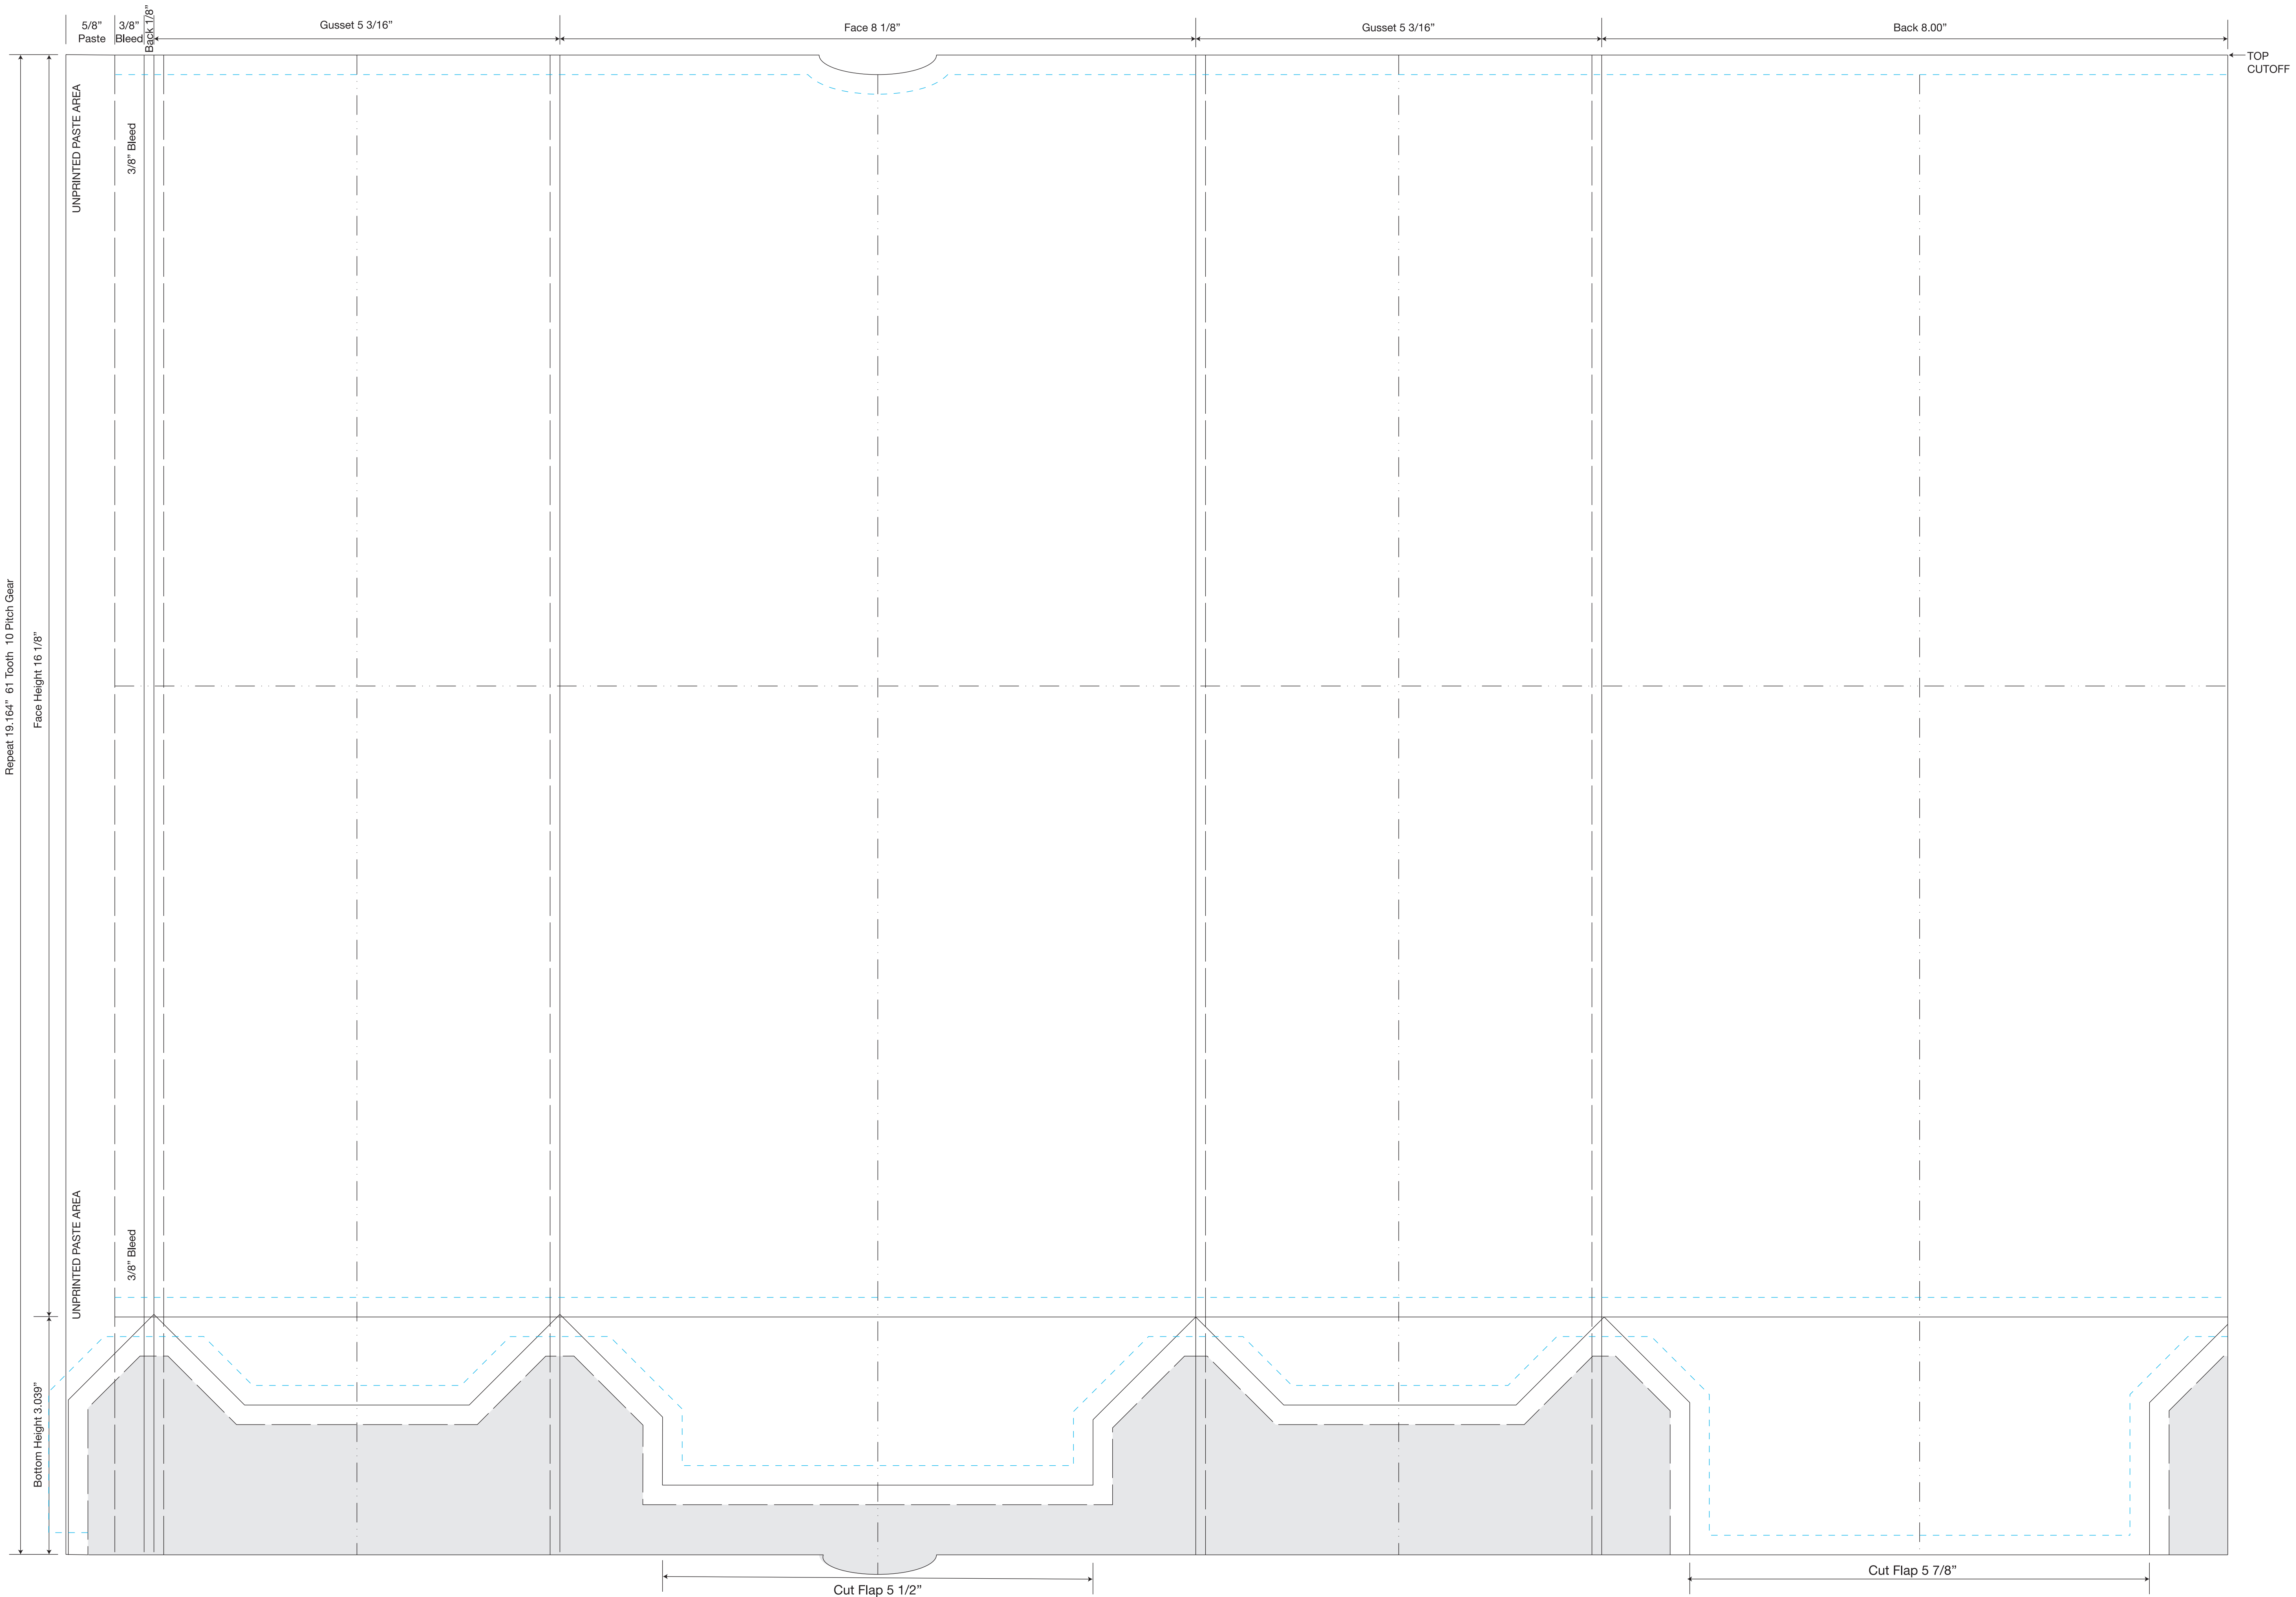 5/8”
Paste
3/8”
Bleed
Back 1/8”
Gusset 5 3/16”
Face 8 1/8”
Gusset 5 3/16”
Back 8.00”
TOP
CUTOFF
UNPRINTED PASTE AREA
3/8” Bleed
Repeat 19.164”  61 Tooth  10 Pitch Gear
Face Height 16 1/8”
UNPRINTED PASTE AREA
3/8” Bleed
Bottom Height 3.039”
Cut Flap 5 1/2”
Cut Flap 5 7/8”